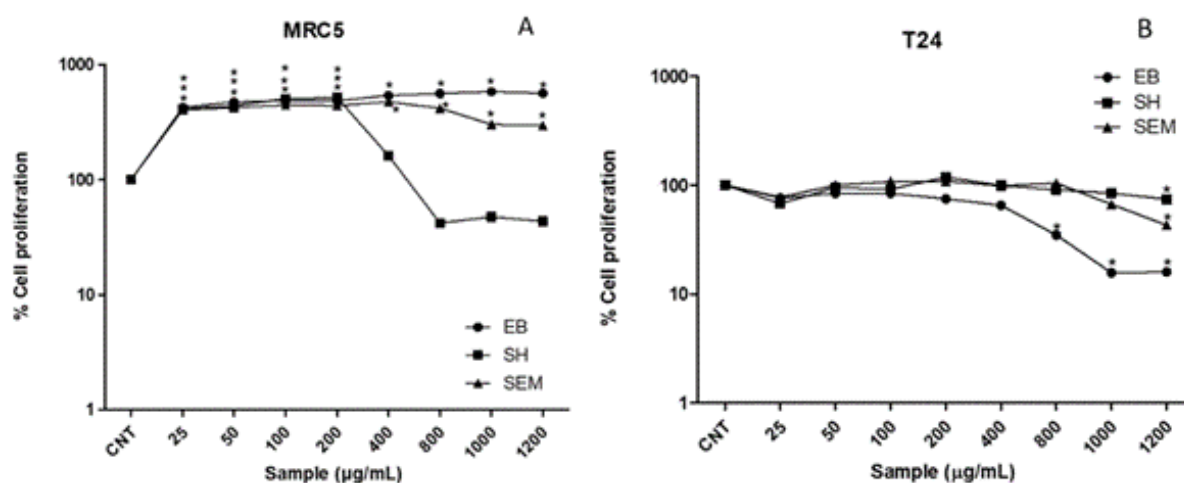 MRC5
A
% Cell proliferation
1000
100
10
1
* * * * * * * * * * * *
* * * *
* * * *
* * * *
EB
SH
SEM
CNT 25 50 100 200 400 800 1000 1200
Sample (µg/mL)
T24
B
% Cell proliferation
1000
100
10
1
EB
SH
SEM
*
*
* * *
CNT 25 50 100 200 400 800 1000 1200
Sample (µg/mL)